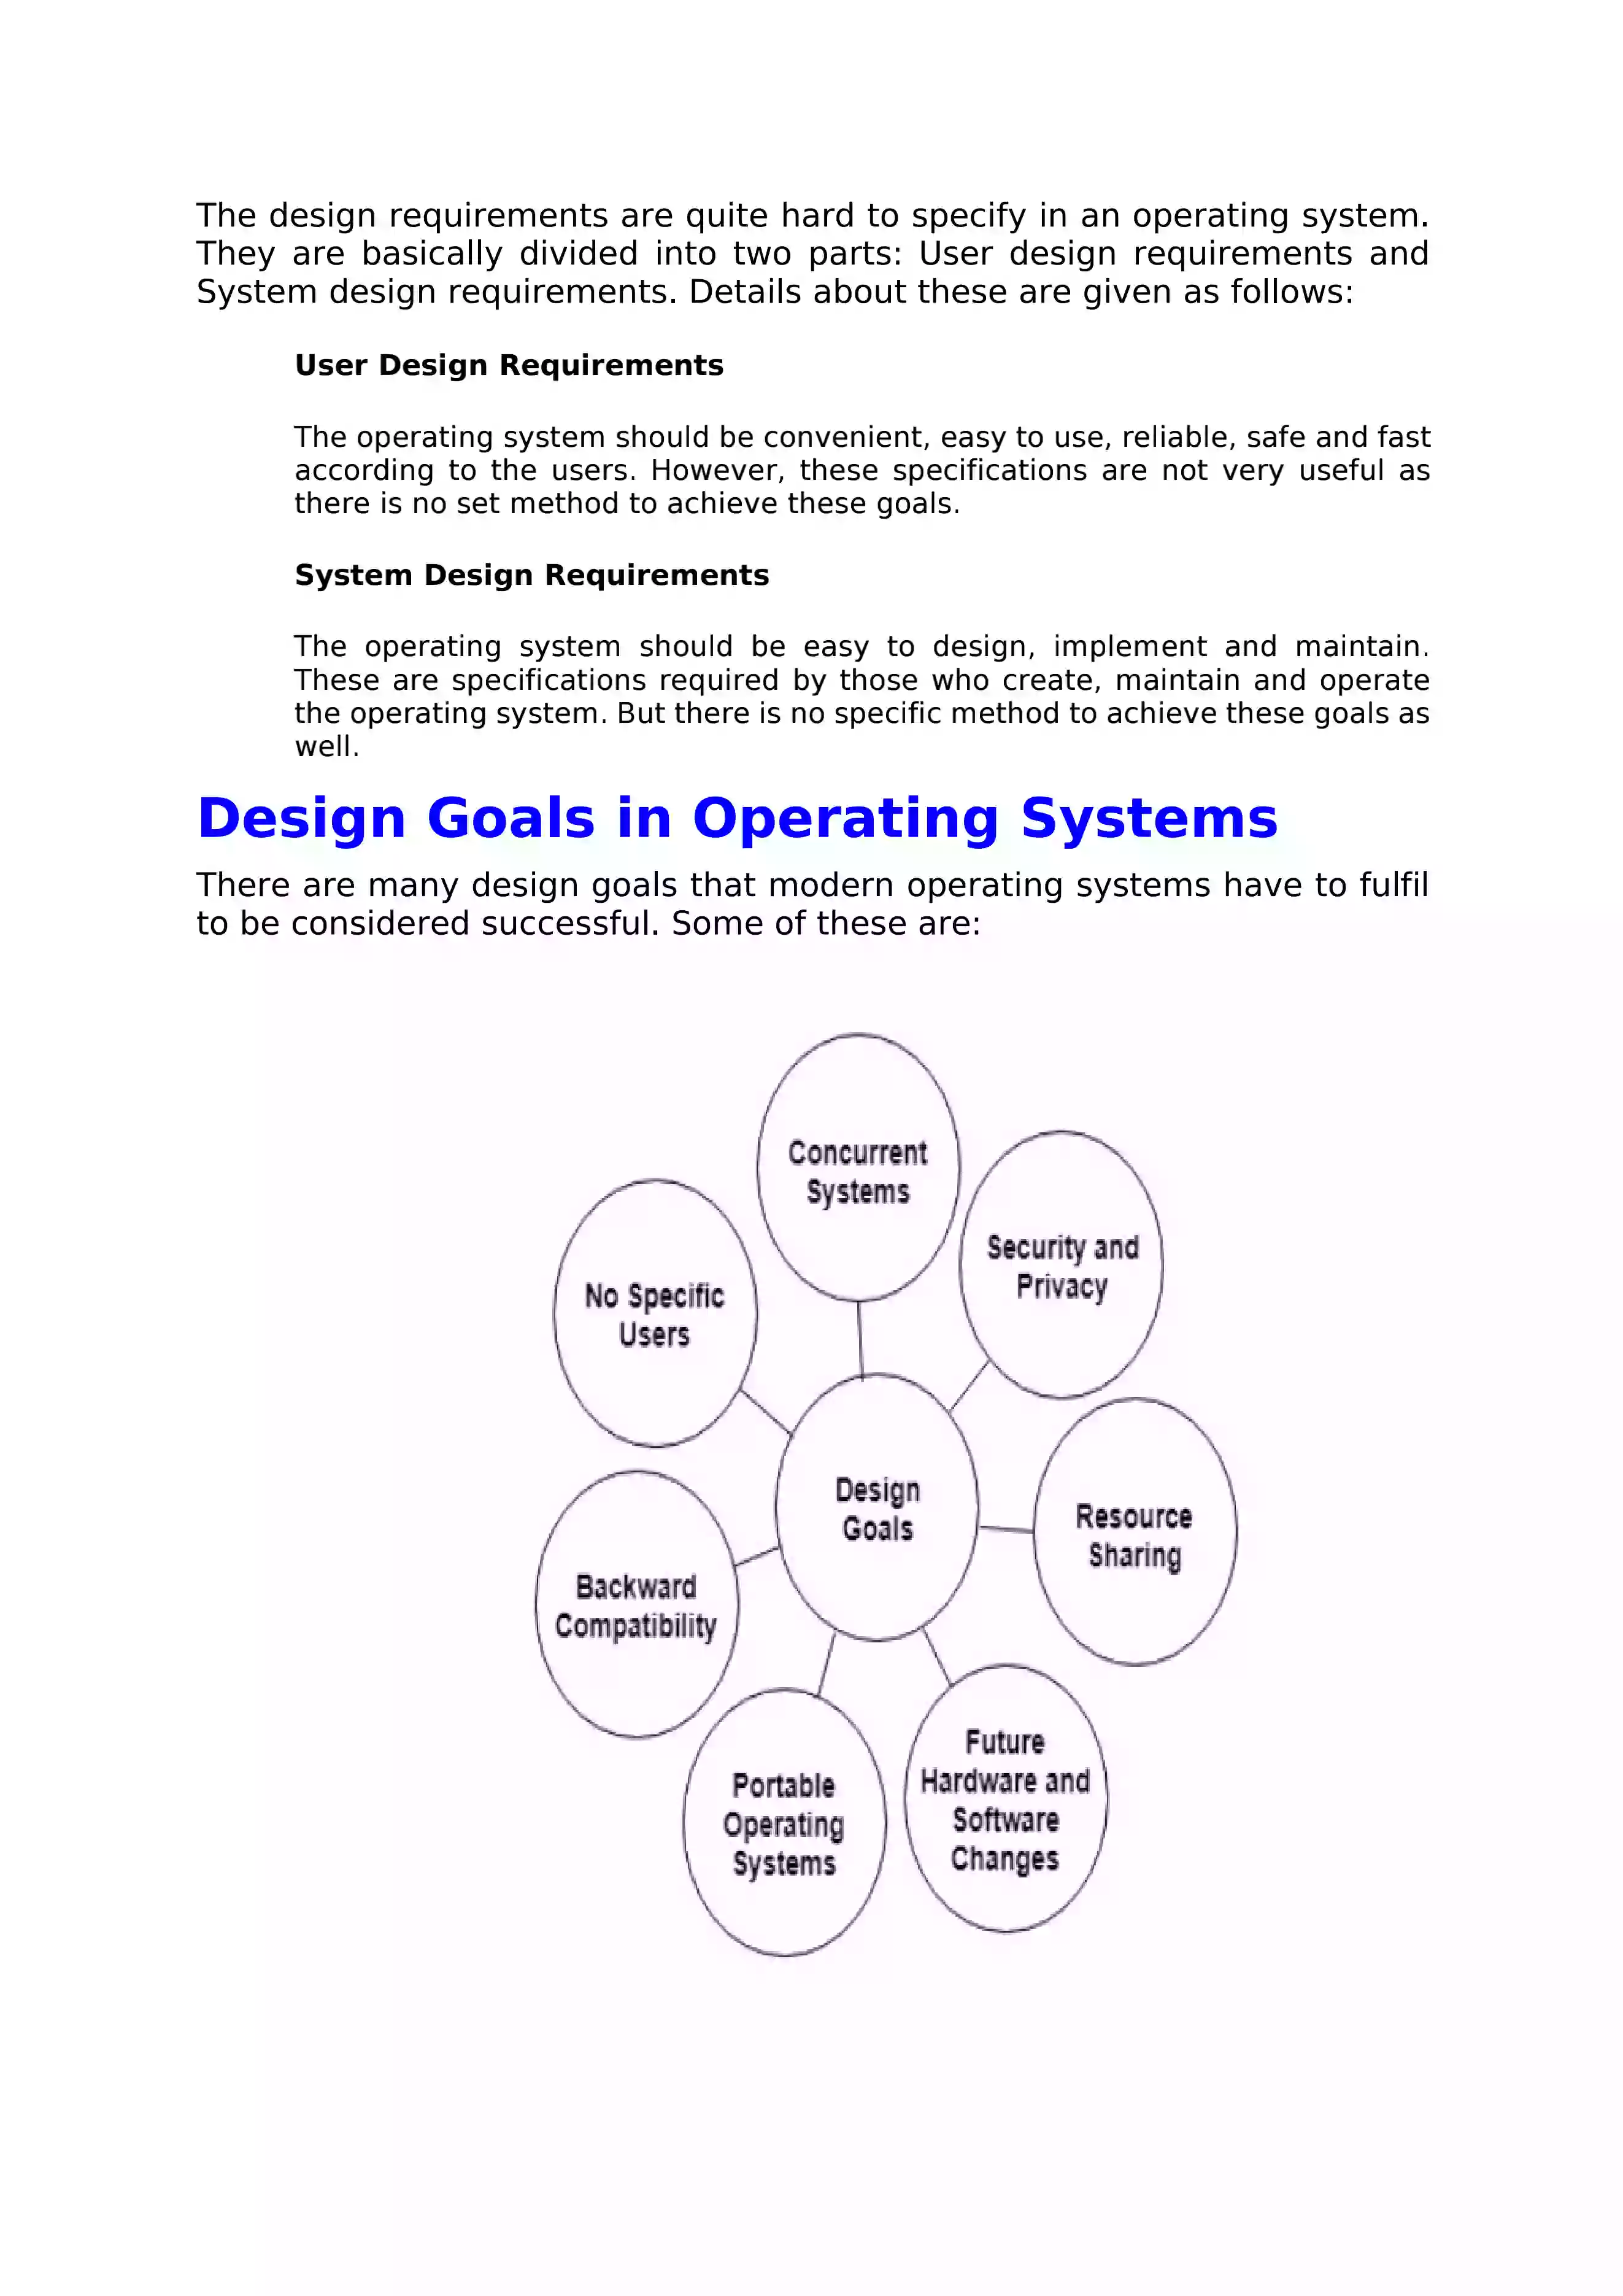 The design requirements are quite hard to specify in an operating system.
They are basically divided into two parts: User design requirements and
System design requirements. Details about these are given as follows:
User Design Requirements
The operating system should be convenient, easy to use, reliable, safe and fast
according to the users. However, these specifications are not very useful as
there is no set method to achieve these goals.
System Design Requirements
The operating system should be easy to design, implement and maintain.
These are specifications required by those who create, maintain and operate
the operating system. But there is no specific method to achieve these goals as
well.
Design Goals in Operating Systems
There are many design goals that modern operating systems have to fulfil
to be considered successful. Some of these are:
Concurrent
Systems
Security and
Privacy
No Specific
Users
Design
Goals
Resource
Sharing
Backward
Compatibility
Future
Hardware and
Software
Changes
Portable
Operating
Systems